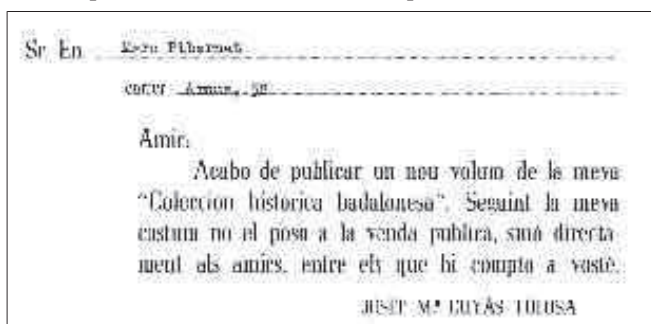 Sr. En
carrer
Amic:
Acabo de publicar un nou volum de la meva
"Coleccion històrica badalonesa". Seguint la meva
costum no el poso a la venda pública, sinó directa-
ment als amics, entre els que hi compto a vostè.
JOSEP Mª CUYÀS TOLOSA